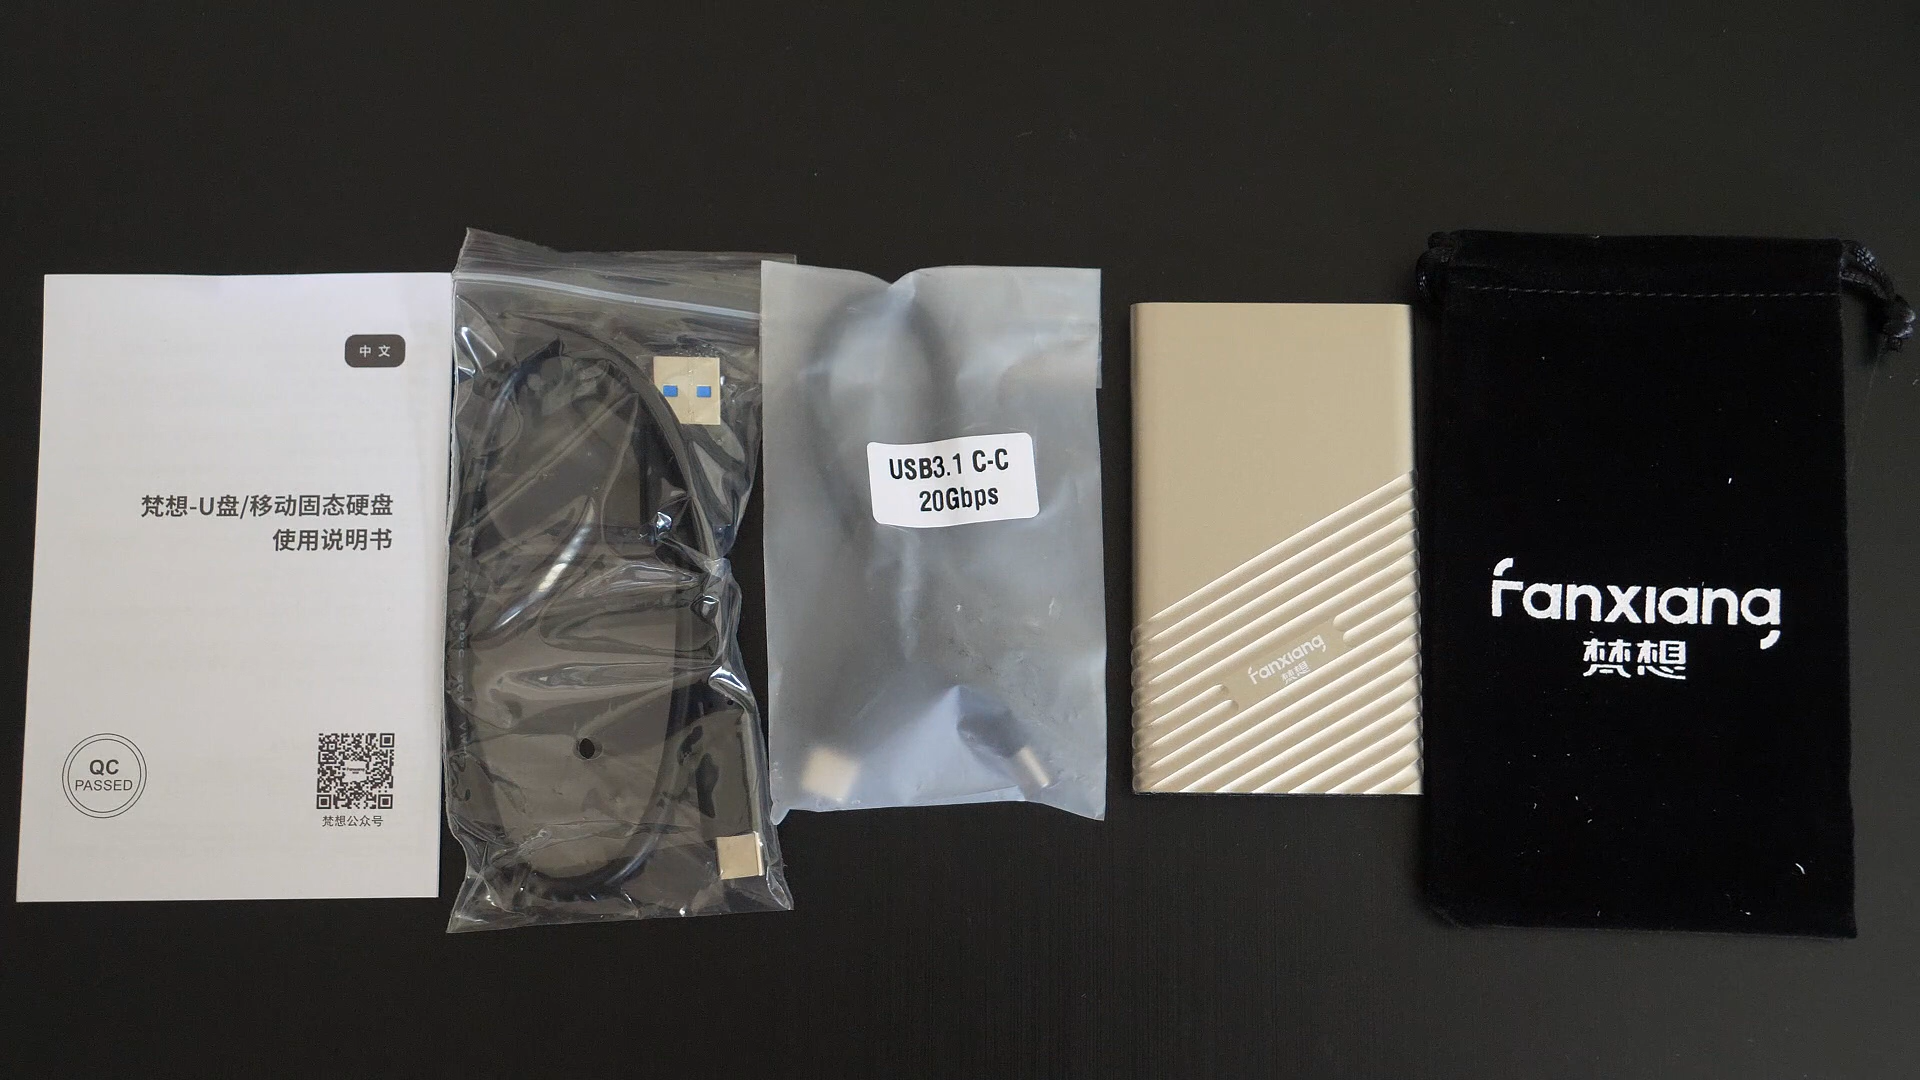 中文
梵想-U盘/移动固态硬盘
使用说明书
QC
PASSED
梵想公众号
USB3.1 C-C
20Gbps
fanxiang
梵想
fanxiang
梵想